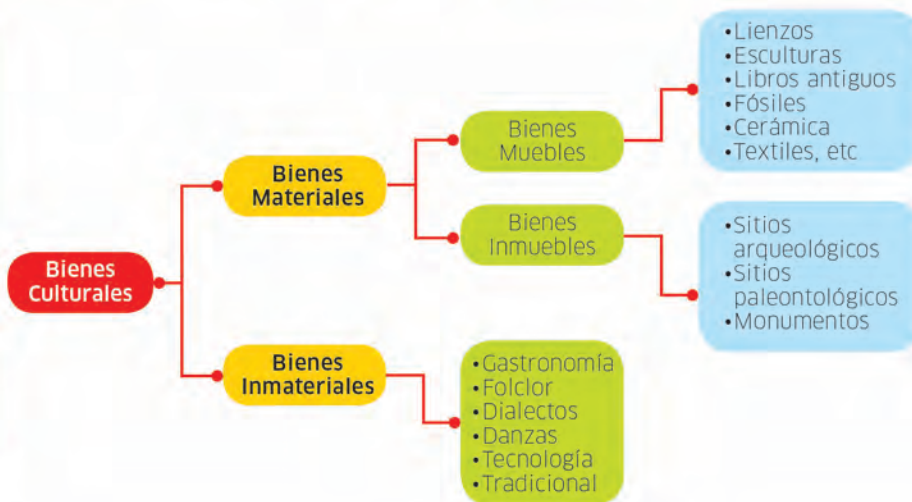 Bienes
Culturales
Bienes
Materiales
Bienes
Muebles
•Lienzos
•Esculturas
•Libros antiguos
•Fósiles
•Cerámica
•Textiles, etc
Bienes
Inmuebles
•Sitios
arqueológicos
•Sitios
paleontológicos
•Monumentos
Bienes
Inmateriales
•Gastronomía
•Folclor
•Dialectos
•Danzas
•Tecnología
•Tradicional